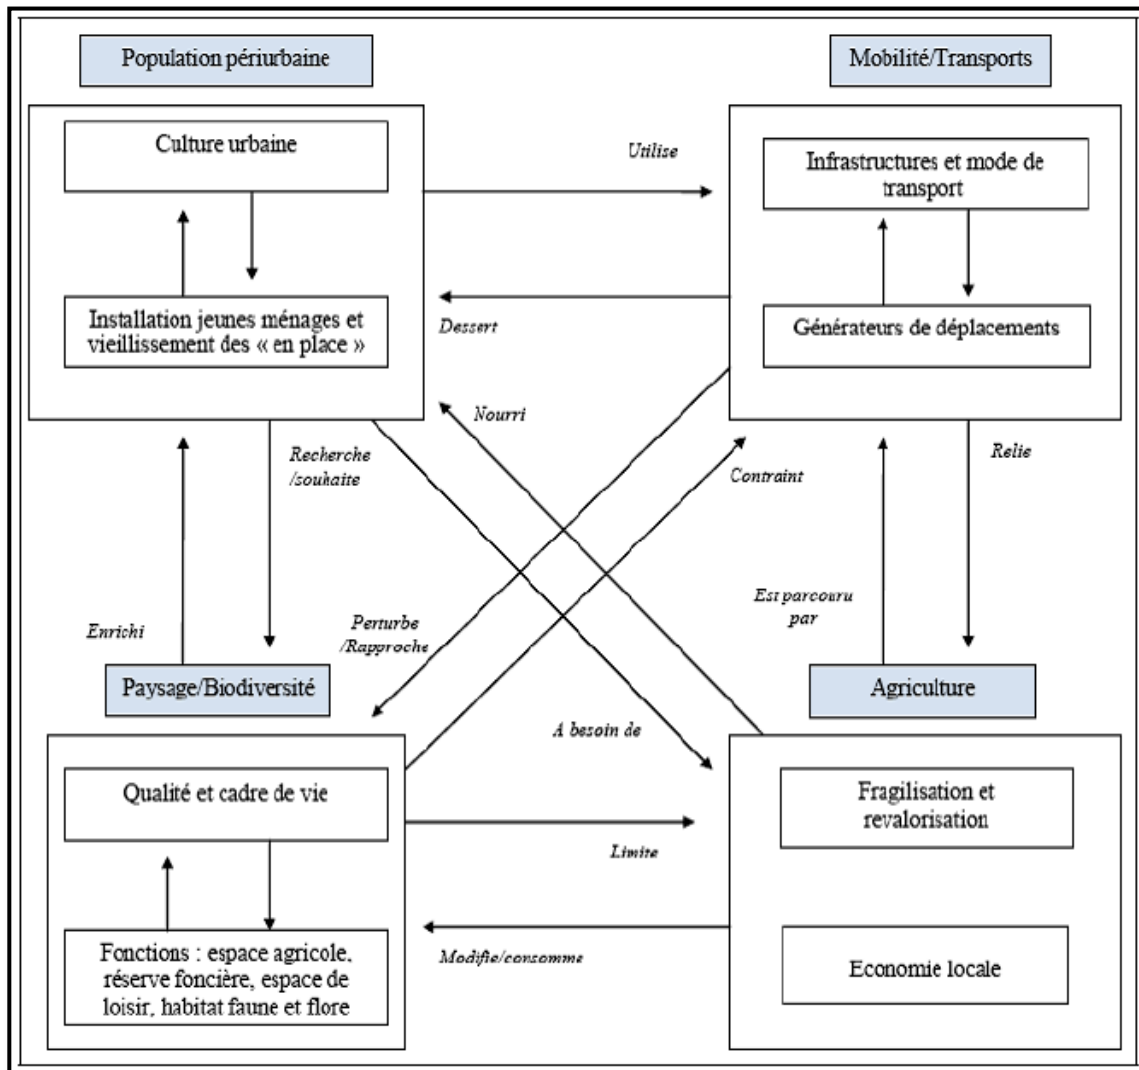 Population périurbaine
Mobilité/Transports
Culture urbaine
Utilise
Infrastructures et mode de
transport
Installation jeunes ménages et
vieillissement des « en place »
Dessert
Générateurs de déplacements
Nourri
Recherche
/souhaite
Contraint
Relie
Enrichi
Perturbe
/Rapproche
Est parcouru
par
Paysage/Biodiversité
Agriculture
A besoin de
Qualité et cadre de vie
Fragilisation et
revalorisation
Limite
Fonctions : espace agricole,
réserve foncière, espace de
loisir, habitat faune et flore
Modifie/consomme
Economie locale